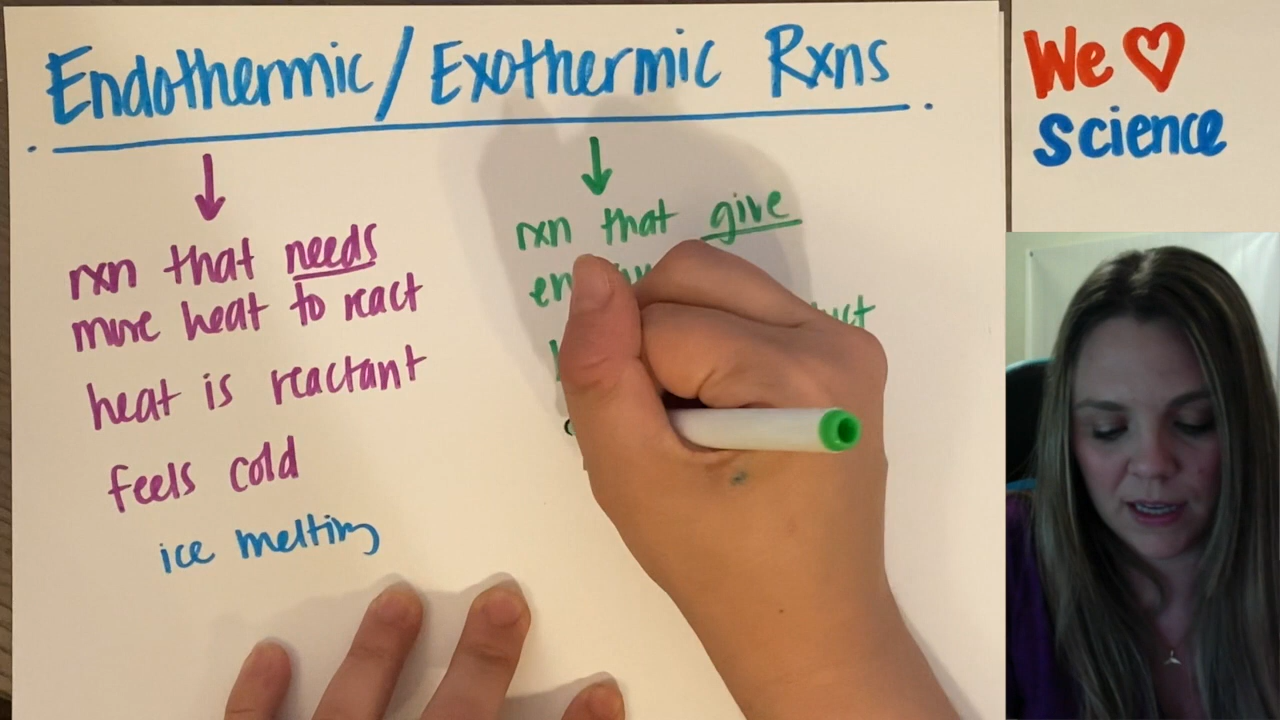 Endothermic/Exothermic Rxns
rxn that needs
more heat to react
heat is reactant
feels cold
ice melting
rxn that give
We ♡
science